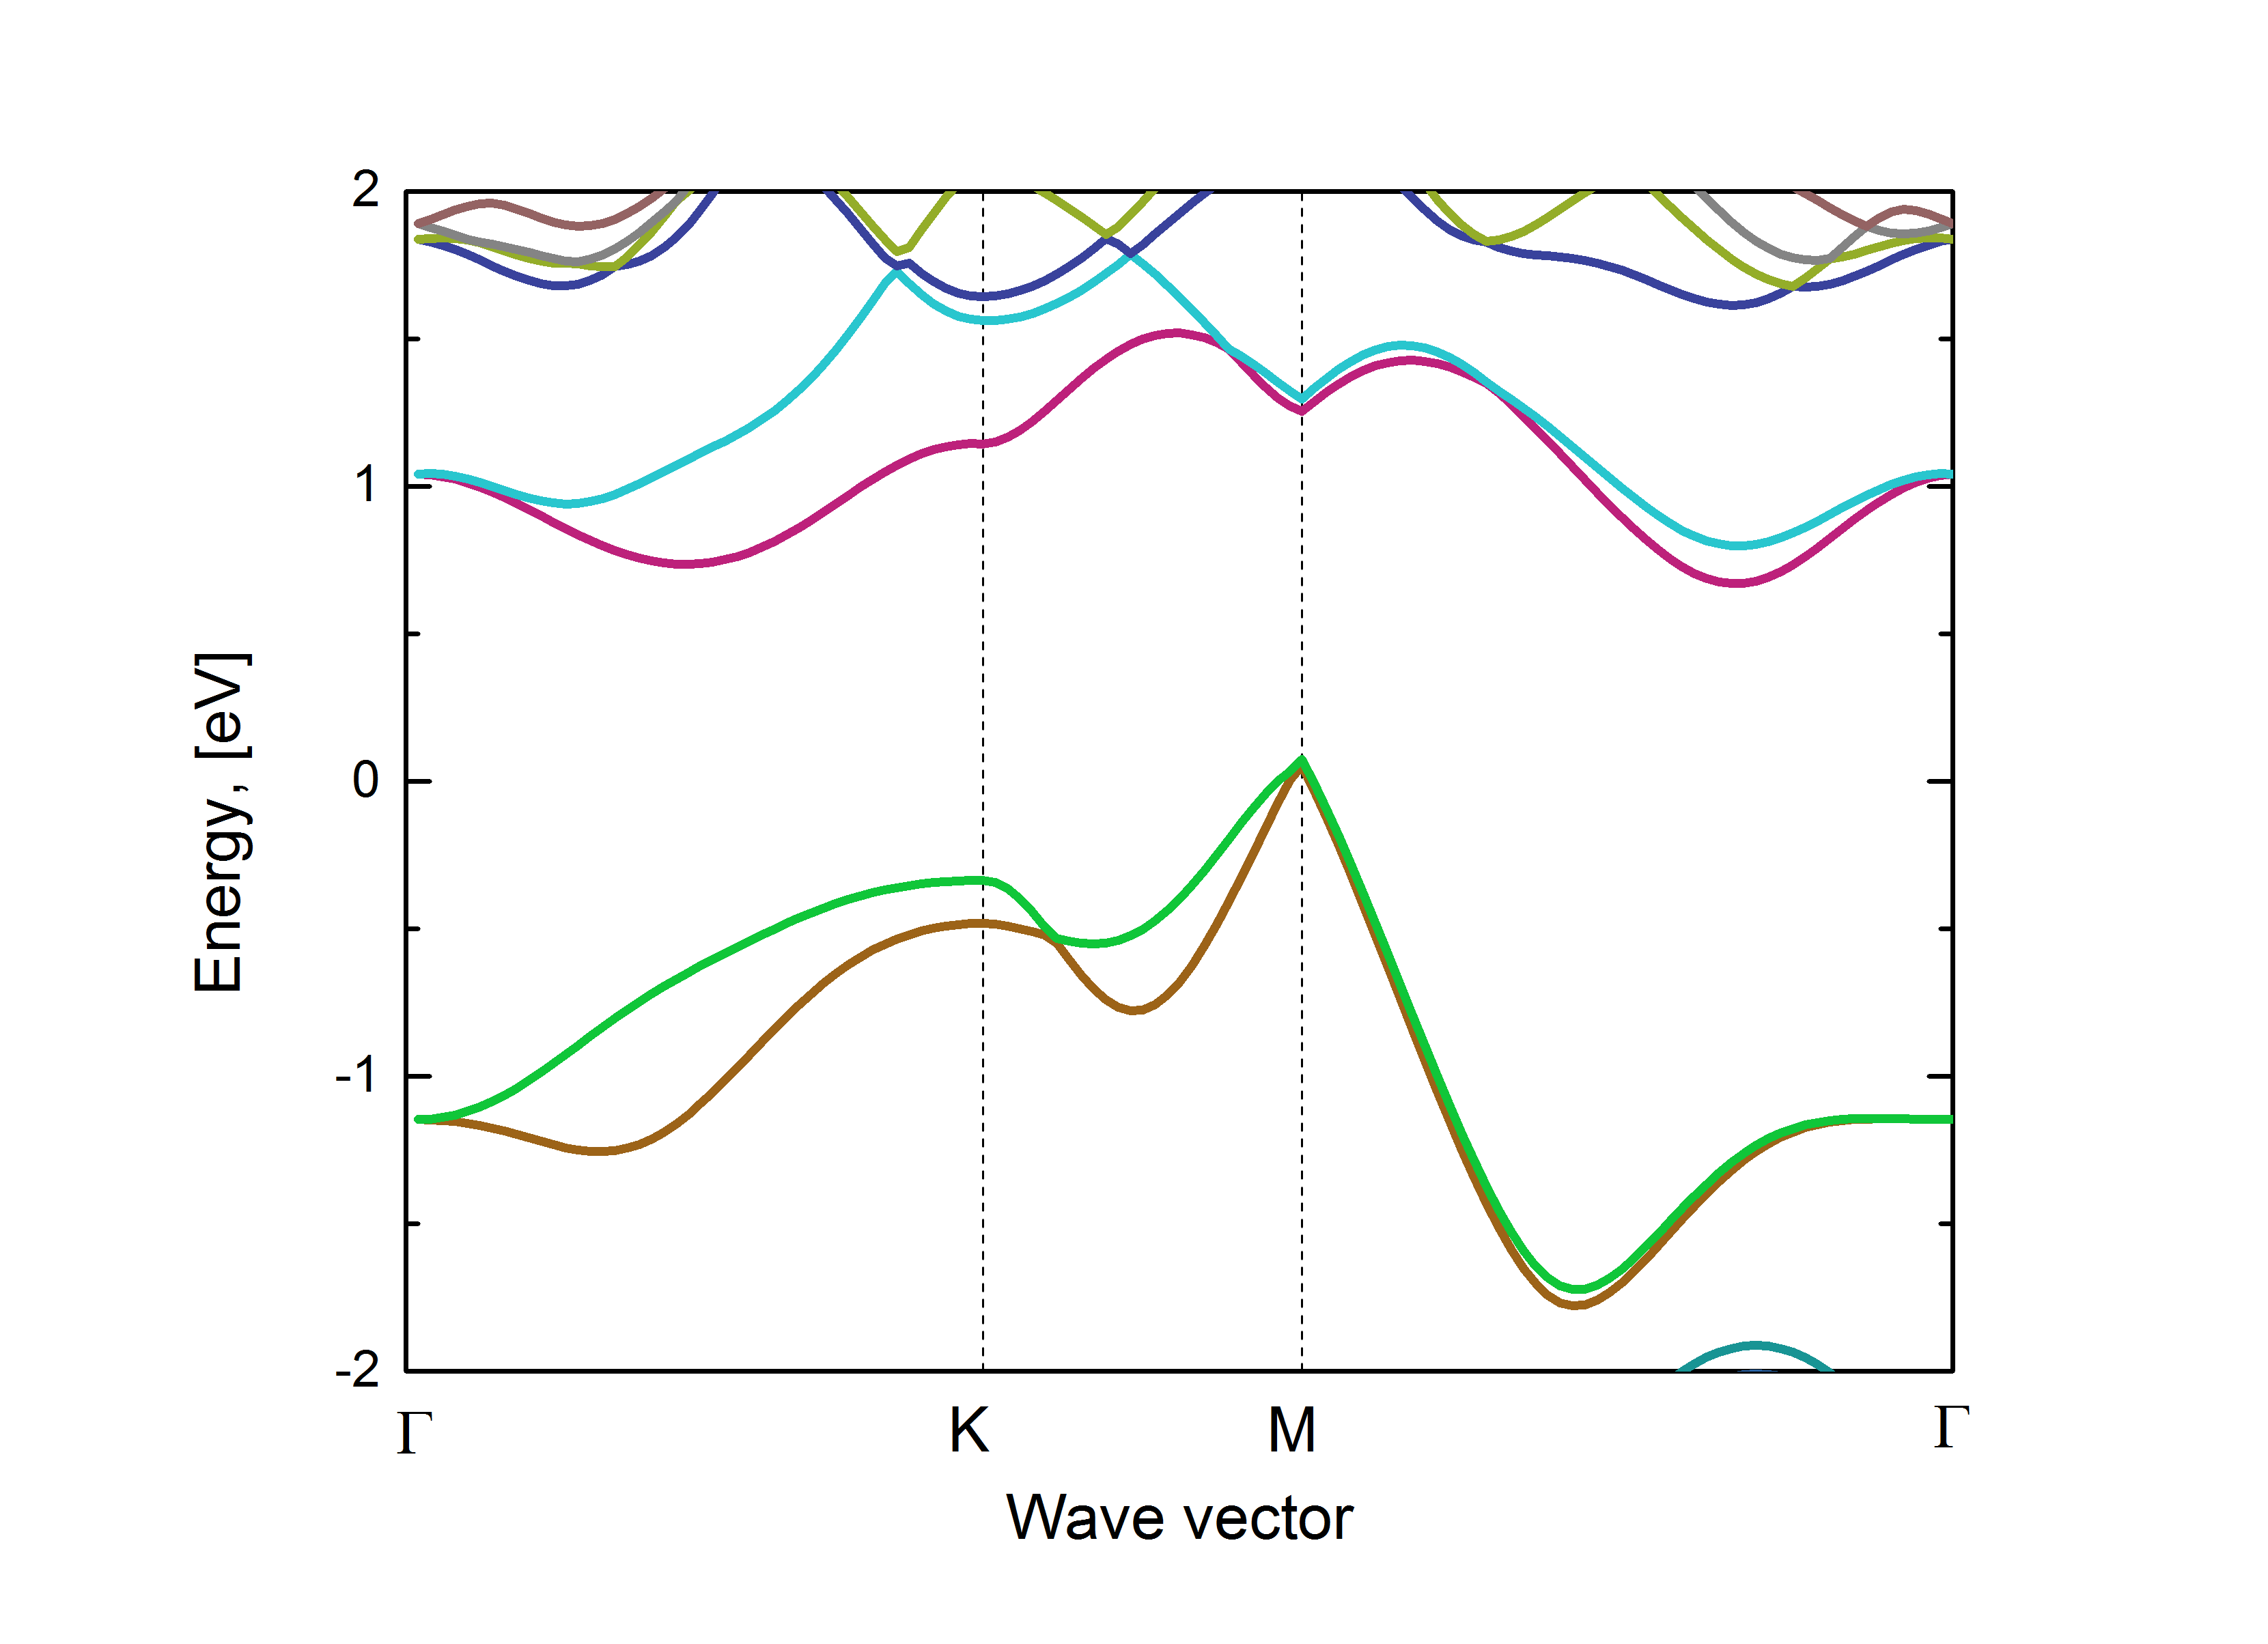 2
1
0
-1
-2
Energy, [eV]
Γ K M Γ
Wave vector